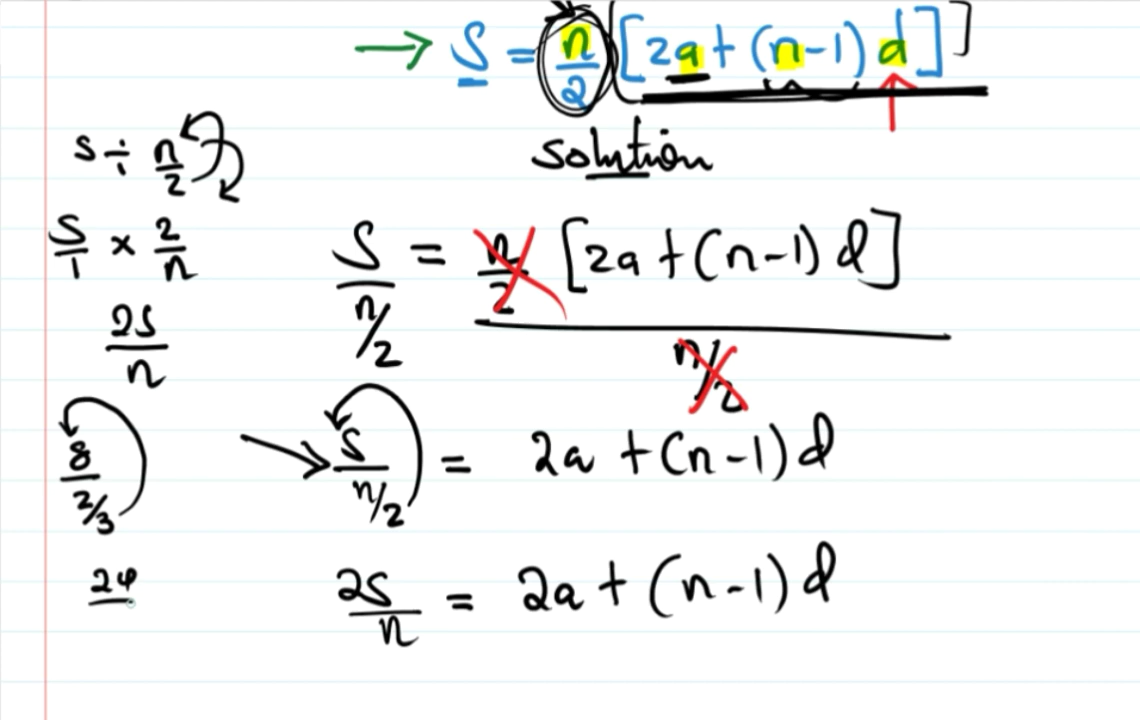 → S = n/2 [2a + (n-1) d]
solution
s ÷ n/2
S/1 × 2/n
2S/n
S/(n/2) = n/2 [2a + (n-1) d] / (n/2)
8/(2/3)
S/(n/2) = 2a + (n-1) d
24
2S/n = 2a + (n-1) d